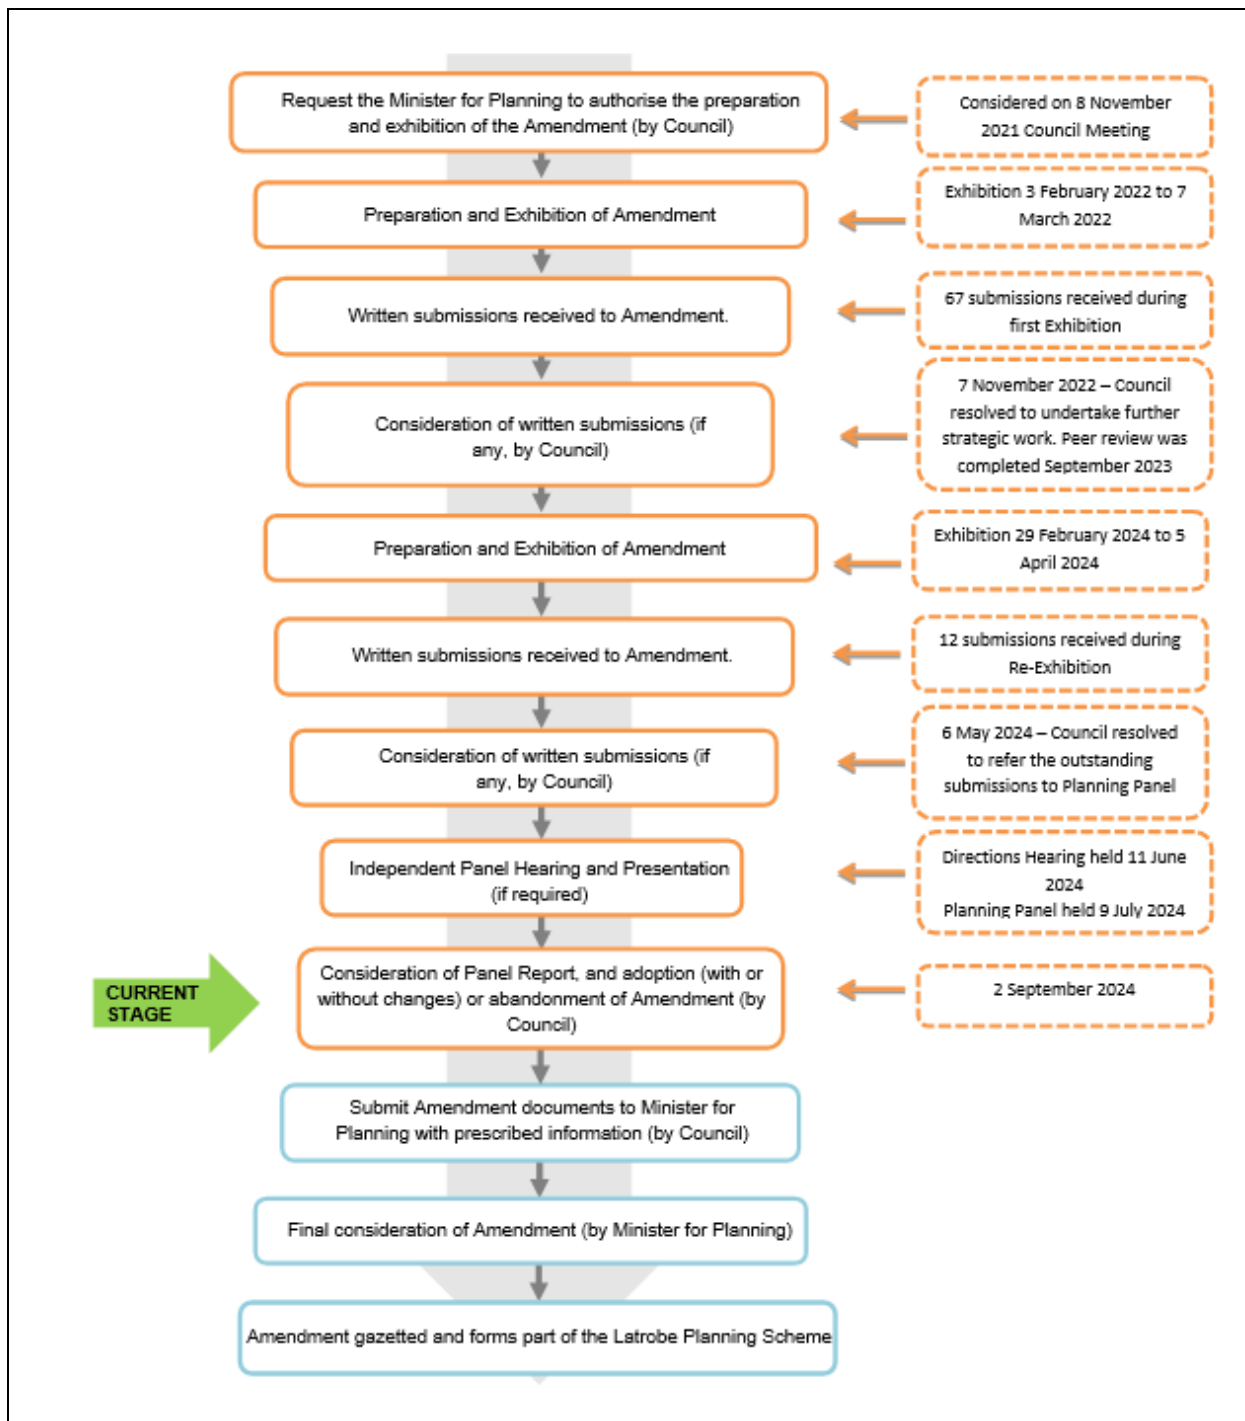 Request the Minister for Planning to authorise the preparation
and exhibition of the Amendment (by Council)
Considered on 8 November
2021 Council Meeting
Preparation and Exhibition of Amendment
Exhibition 3 February 2022 to 7
March 2022
Written submissions received to Amendment.
67 submissions received during
first Exhibition
Consideration of written submissions (if
any, by Council)
7 November 2022 – Council
resolved to undertake further
strategic work. Peer review was
completed September 2023
Preparation and Exhibition of Amendment
Exhibition 29 February 2024 to 5
April 2024
Written submissions received to Amendment.
12 submissions received during
Re-Exhibition
Consideration of written submissions (if
any, by Council)
6 May 2024 – Council resolved
to refer the outstanding
submissions to Planning Panel
Independent Panel Hearing and Presentation
(if required)
Directions Hearing held 11 June
2024
Planning Panel held 9 July 2024
CURRENT
STAGE
Consideration of Panel Report, and adoption (with or
without changes) or abandonment of Amendment (by
Council)
2 September 2024
Submit Amendment documents to Minister for
Planning with prescribed information (by Council)
Final consideration of Amendment (by Minister for Planning)
Amendment gazetted and forms part of the Latrobe Planning Scheme